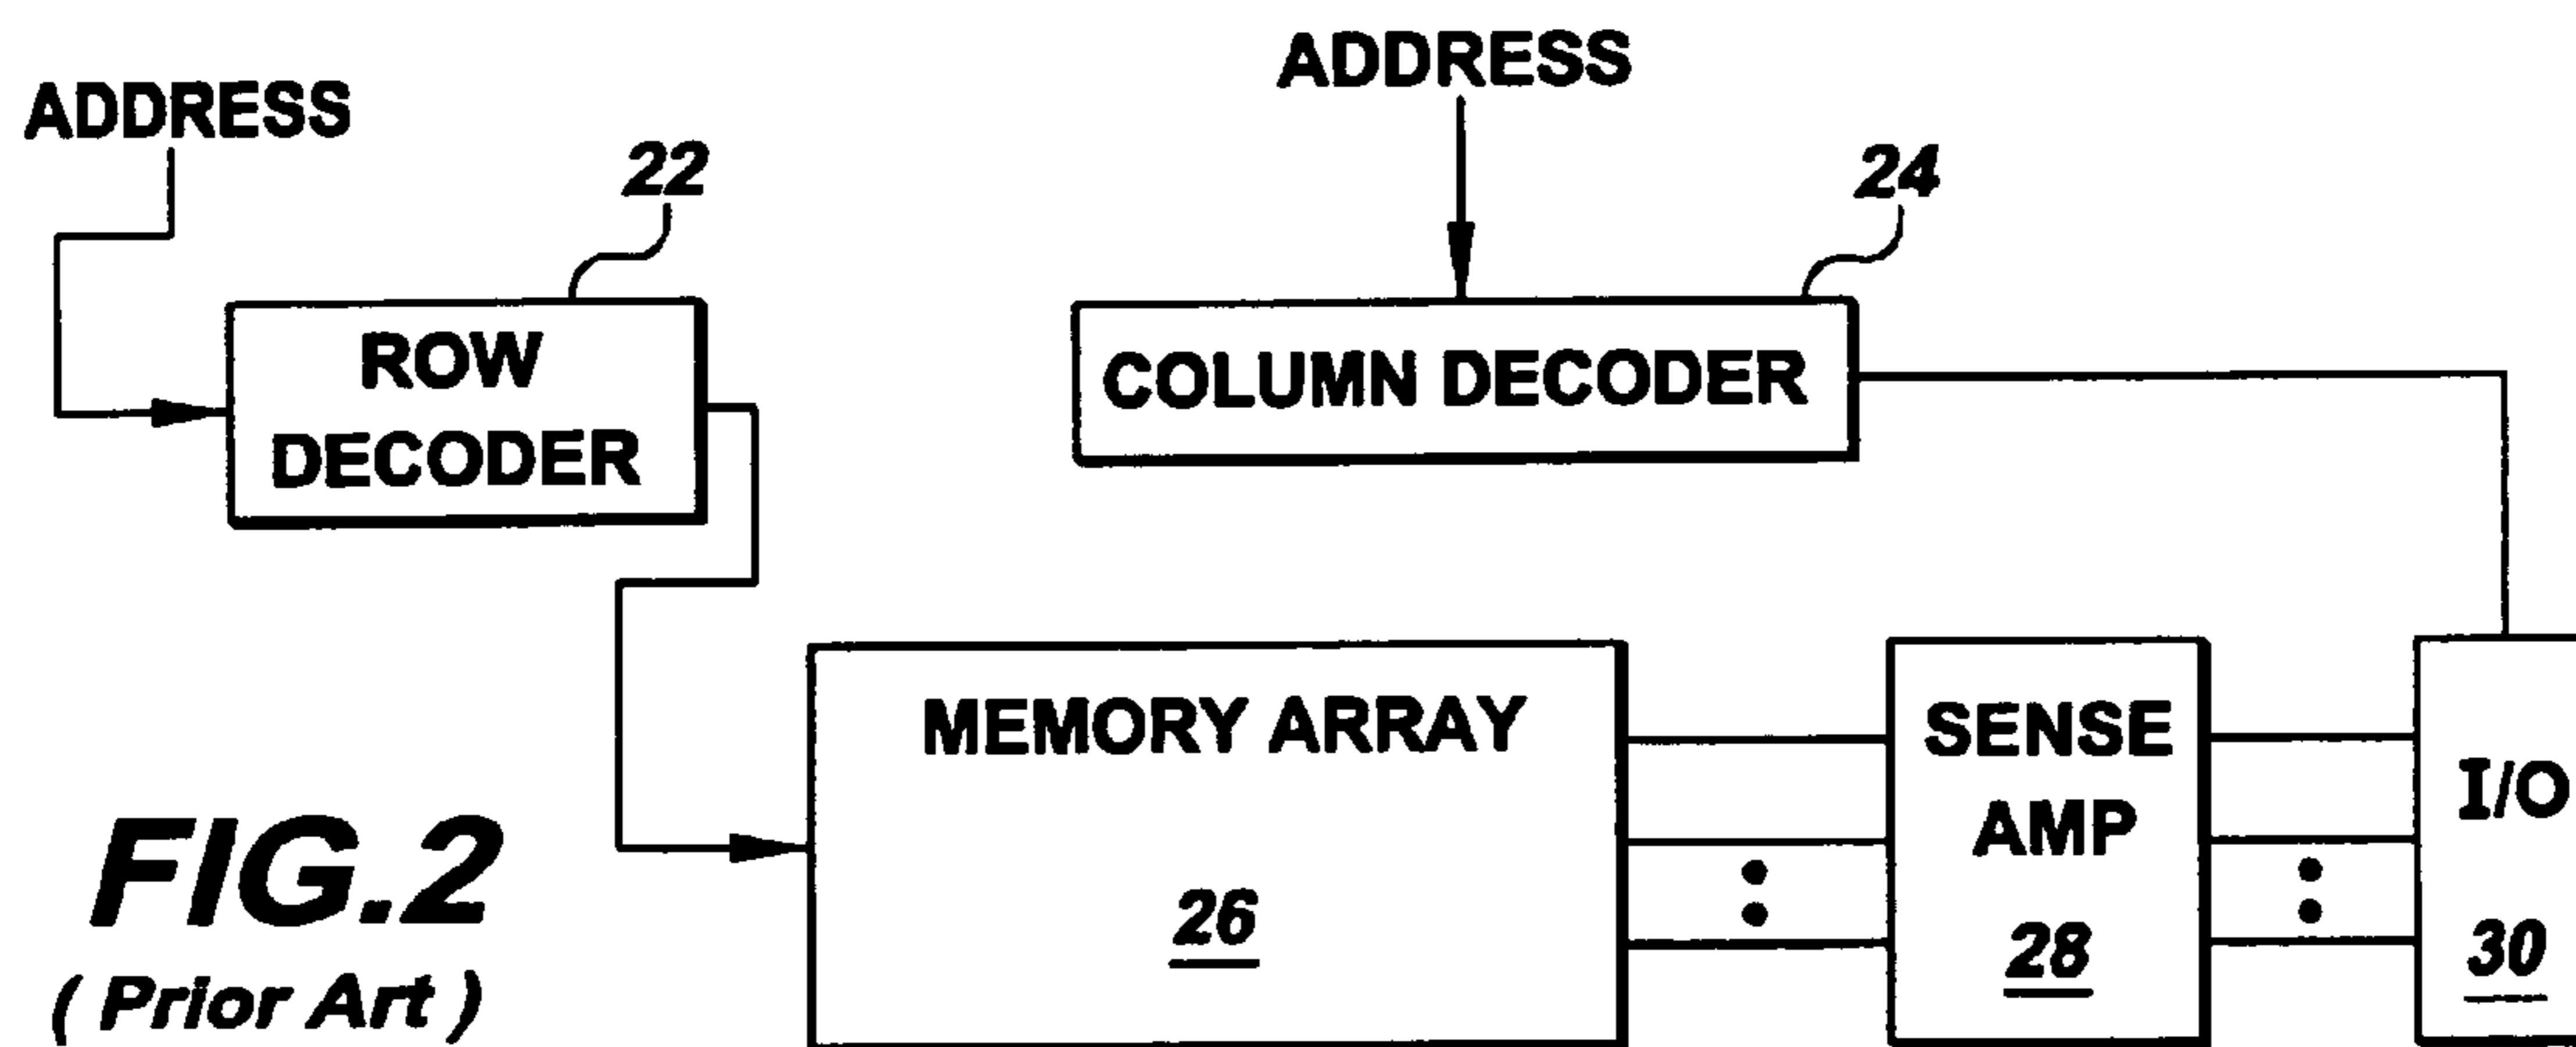 ADDRESS
ADDRESS
22
24
ROW
DECODER
COLUMN DECODER
MEMORY ARRAY
26
SENSE
AMP
28
I/O
30
FIG.2
( Prior Art )